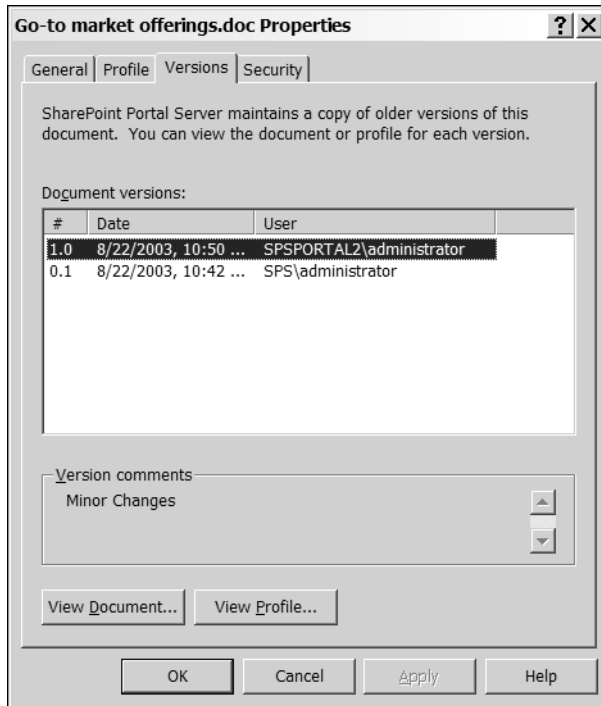 Go-to market offerings.doc Properties ? X
General Profile Versions Security
SharePoint Portal Server maintains a copy of older versions of this
document. You can view the document or profile for each version.
Document versions:
# Date User
1.0 8/22/2003, 10:50 ... SPSPORTAL2\administrator
0.1 8/22/2003, 10:42 ... SPS\administrator
Version comments
Minor Changes
View Document... View Profile...
OK Cancel Apply Help